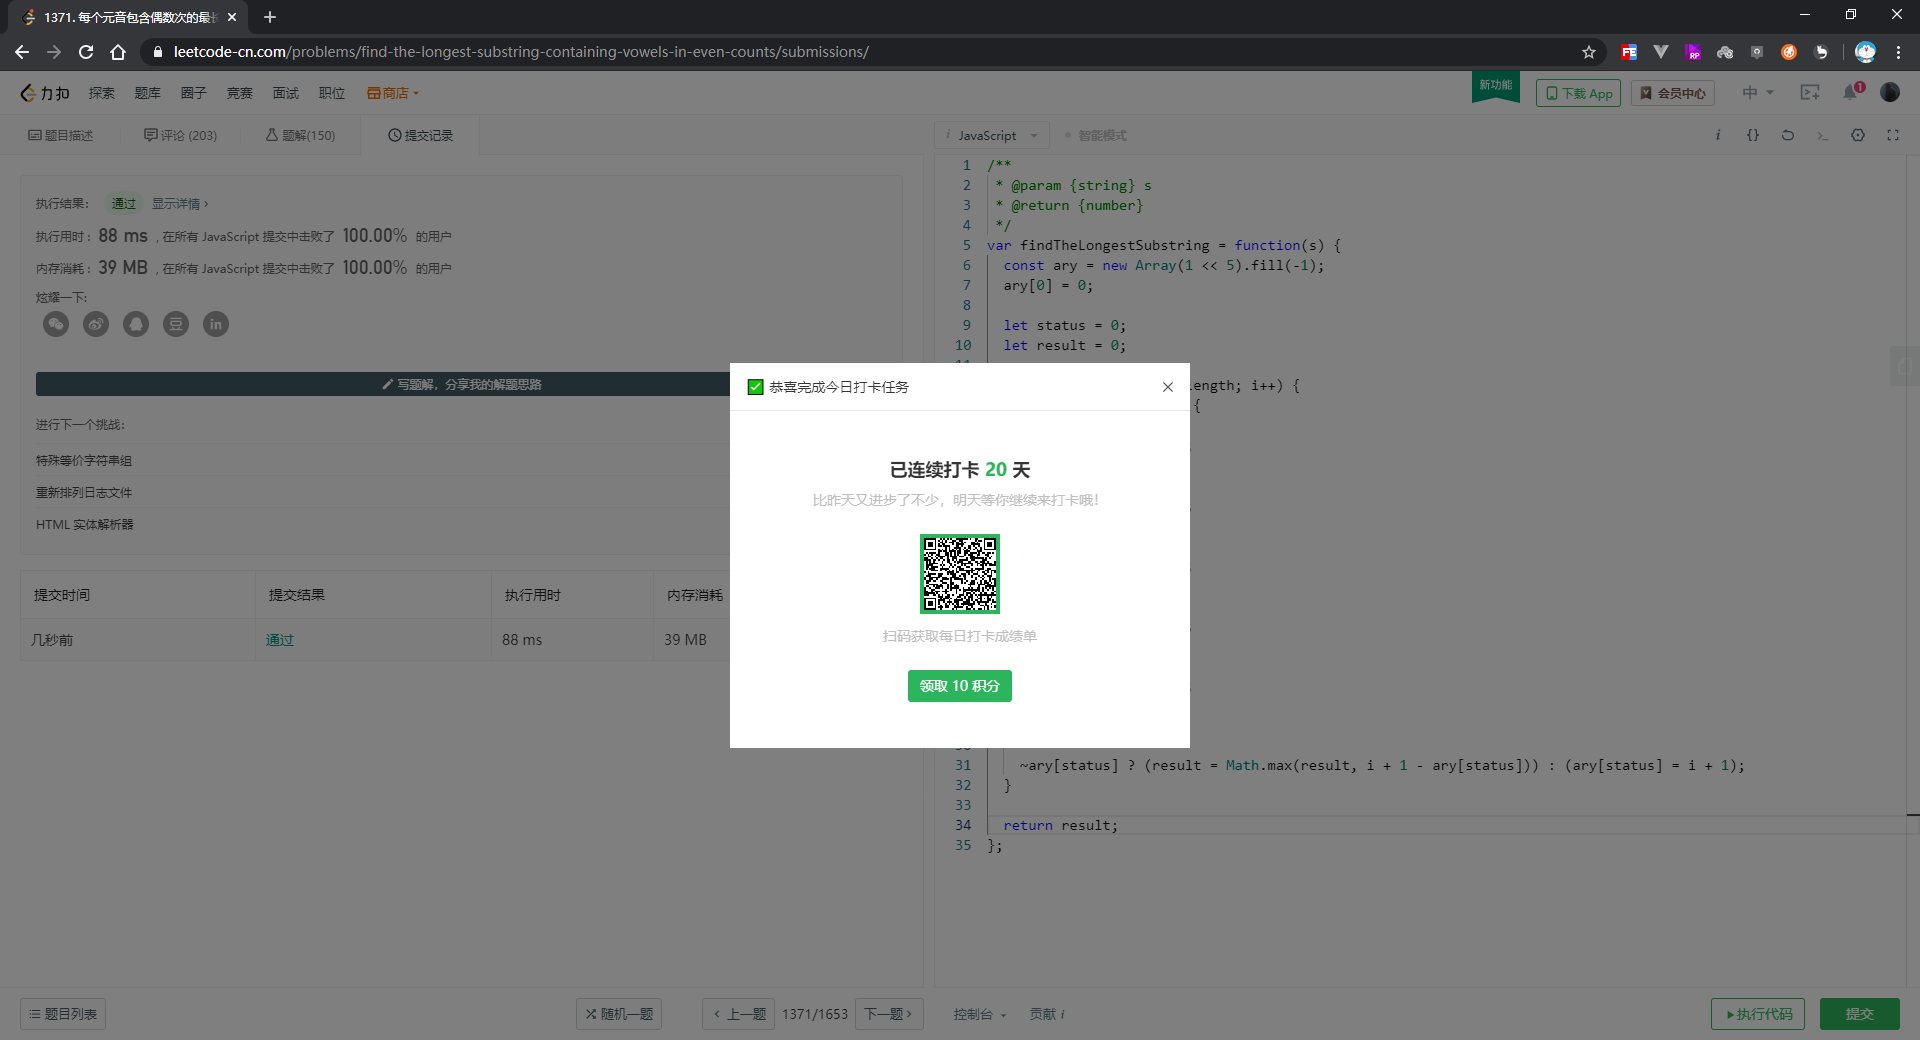 1371. 每个元音包含偶数次的最长
leetcode-cn.com/problems/find-the-longest-substring-containing-vowels-in-even-counts/submissions/
力扣 探索 题库 圈子 竞赛 面试 职位 商店 新功能 下载 App 会员中心 中 1
题目描述 评论 (203) 题解(150) 提交记录
i JavaScript 智能模式
执行结果： 通过 显示详情 ›
执行用时 : 88 ms , 在所有 JavaScript 提交中击败了 100.00% 的用户
内存消耗 : 39 MB , 在所有 JavaScript 提交中击败了 100.00% 的用户
炫耀一下:
豆 in
写题解，分享我的解题思路
进行下一个挑战：
特殊等价字符串组
重新排列日志文件
HTML 实体解析器
提交时间 提交结果 执行用时 内存消耗
几秒前 通过 88 ms 39 MB
1 /**
2 * @param {string} s
3 * @return {number}
4 */
5 var findTheLongestSubstring = function(s) {
6 const ary = new Array(1 << 5).fill(-1);
7 ary[0] = 0;
8
9 let status = 0;
10 let result = 0;
length; i++) {
{
恭喜完成今日打卡任务
已连续打卡 20 天
比昨天又进步了不少，明天等你继续来打卡哦！
扫码获取每日打卡成绩单
领取 10 积分
31 ~ary[status] ? (result = Math.max(result, i + 1 - ary[status])) : (ary[status] = i + 1);
32 }
33
34 return result;
35 };
题目列表 随机一题 ‹ 上一题 1371/1653 下一题 › 控制台 贡献 i 执行代码 提交